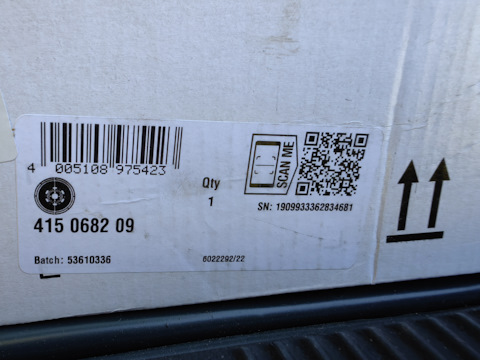 4 005108 975423
Qty
1
SCAN ME
SN: 1909933362834681
415 0682 09
Batch: 53610336
6022292/22